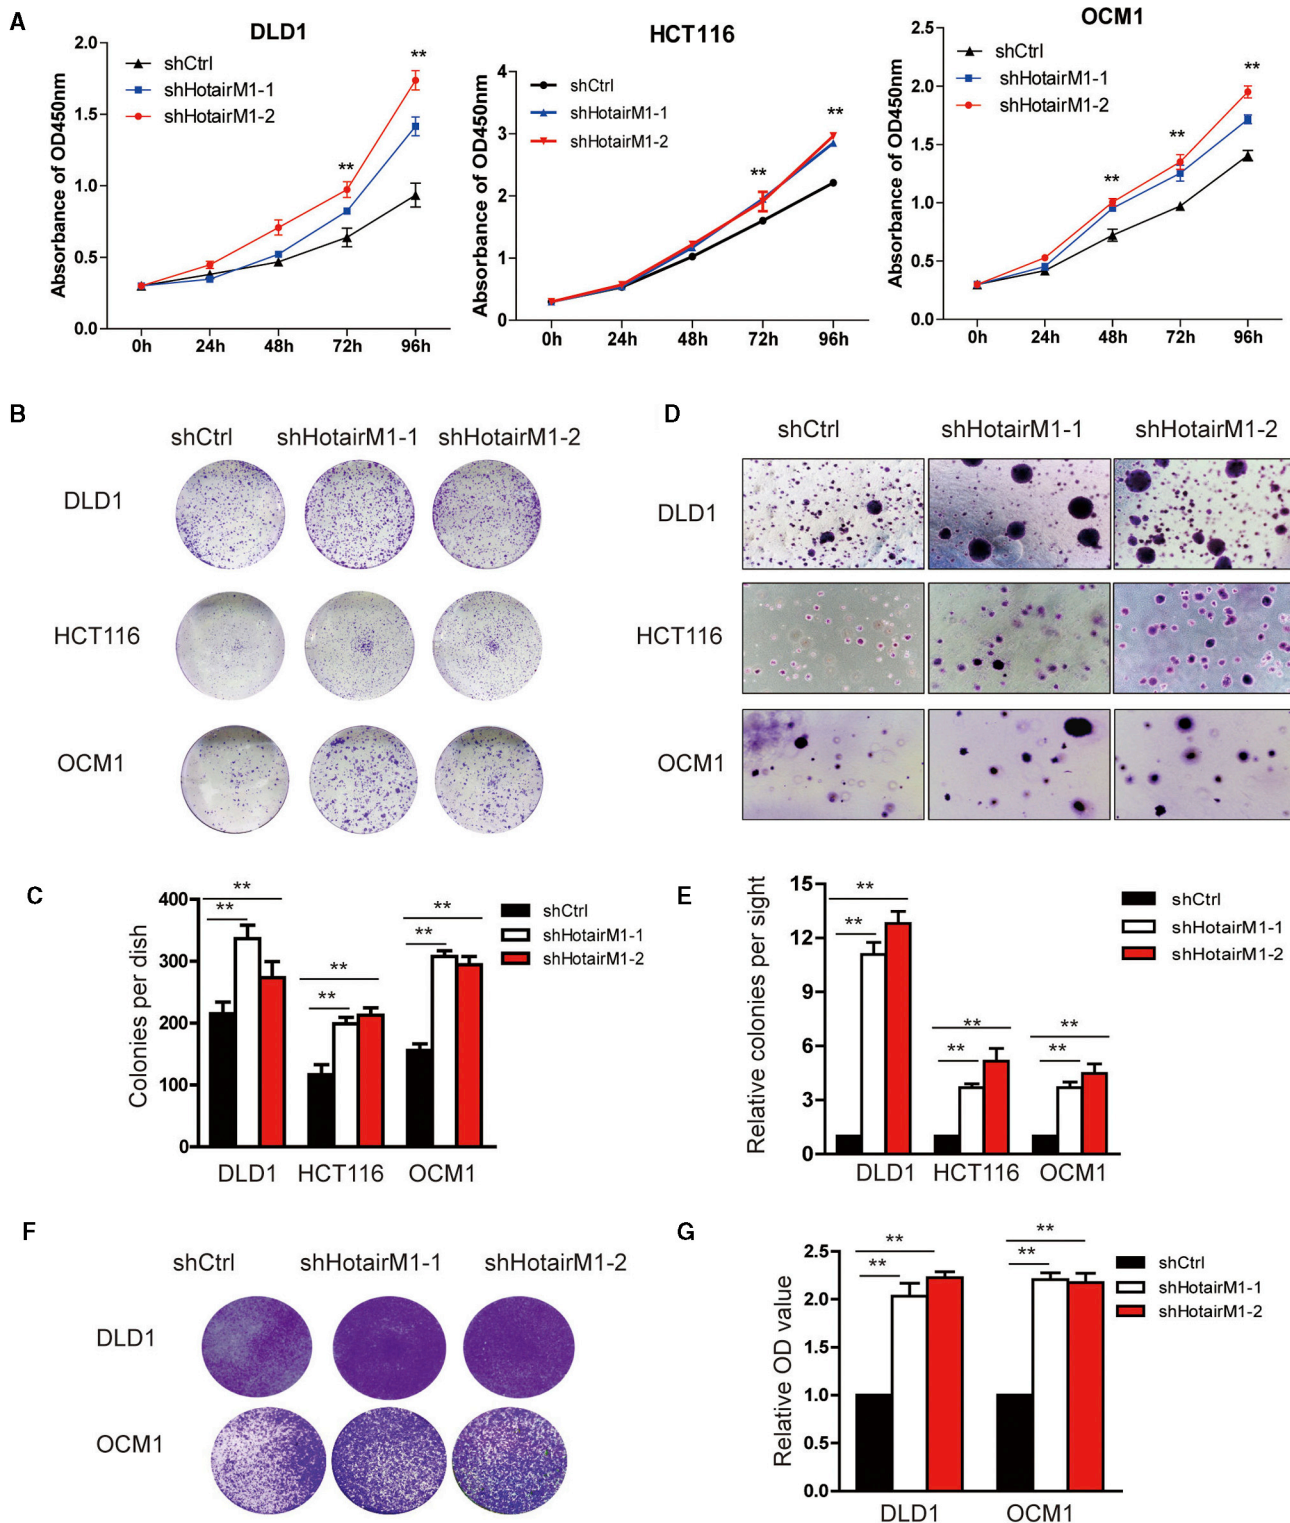 A
DLD1
shCtrl
shHotairM1-1
shHotairM1-2
Absorbance of OD450nm
2.0
1.5
1.0
0.5
0.0
**
**
0h 24h 48h 72h 96h
HCT116
shCtrl
shHotairM1-1
shHotairM1-2
Absorbance of OD450nm
4
3
2
1
0
**
**
0h 24h 48h 72h 96h
OCM1
shCtrl
shHotairM1-1
shHotairM1-2
Absorbance of OD450nm
2.5
2.0
1.5
1.0
0.5
0.0
**
**
**
0h 24h 48h 72h 96h
B
shCtrl shHotairM1-1 shHotairM1-2
DLD1
HCT116
OCM1
D
shCtrl shHotairM1-1 shHotairM1-2
DLD1
HCT116
OCM1
C
Colonies per dish
400
300
200
100
0
**
**
**
**
**
**
DLD1 HCT116 OCM1
shCtrl
shHotairM1-1
shHotairM1-2
E
Relative colonies per sight
15
12
9
6
3
0
**
**
**
**
**
**
DLD1 HCT116 OCM1
shCtrl
shHotairM1-1
shHotairM1-2
F
shCtrl shHotairM1-1 shHotairM1-2
DLD1
OCM1
G
Relative OD value
2.5
2.0
1.5
1.0
0.5
0.0
**
**
**
**
DLD1 OCM1
shCtrl
shHotairM1-1
shHotairM1-2